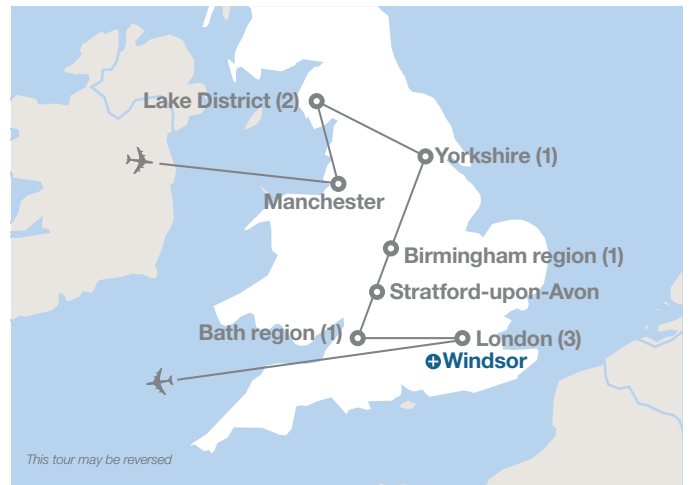 Lake District (2)
Yorkshire (1)
Manchester
Birmingham region (1)
Stratford-upon-Avon
Bath region (1)
London (3)
Windsor
This tour may be reversed